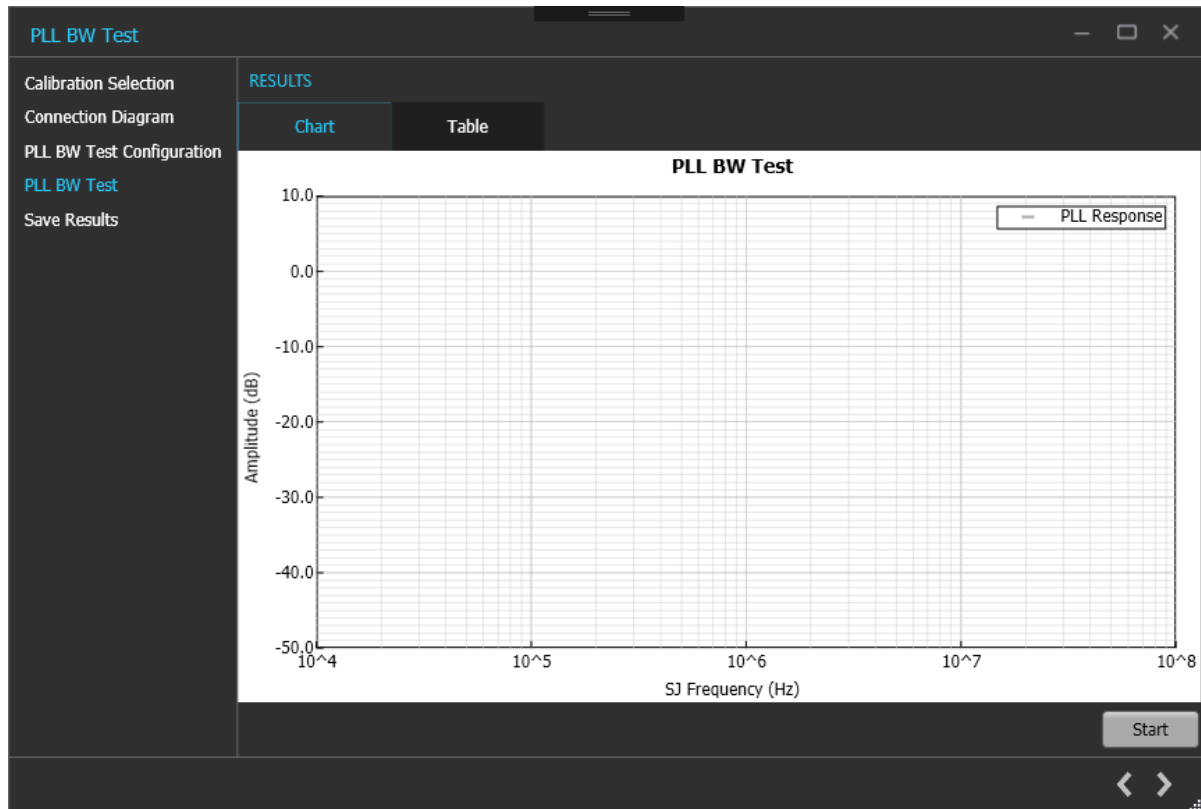 PLL BW Test
Calibration Selection
Connection Diagram
PLL BW Test Configuration
PLL BW Test
Save Results
RESULTS
Chart
Table
PLL BW Test
PLL Response
Amplitude (dB)
10.0
0.0
-10.0
-20.0
-30.0
-40.0
-50.0
10^4
10^5
10^6
10^7
10^8
SJ Frequency (Hz)
Start